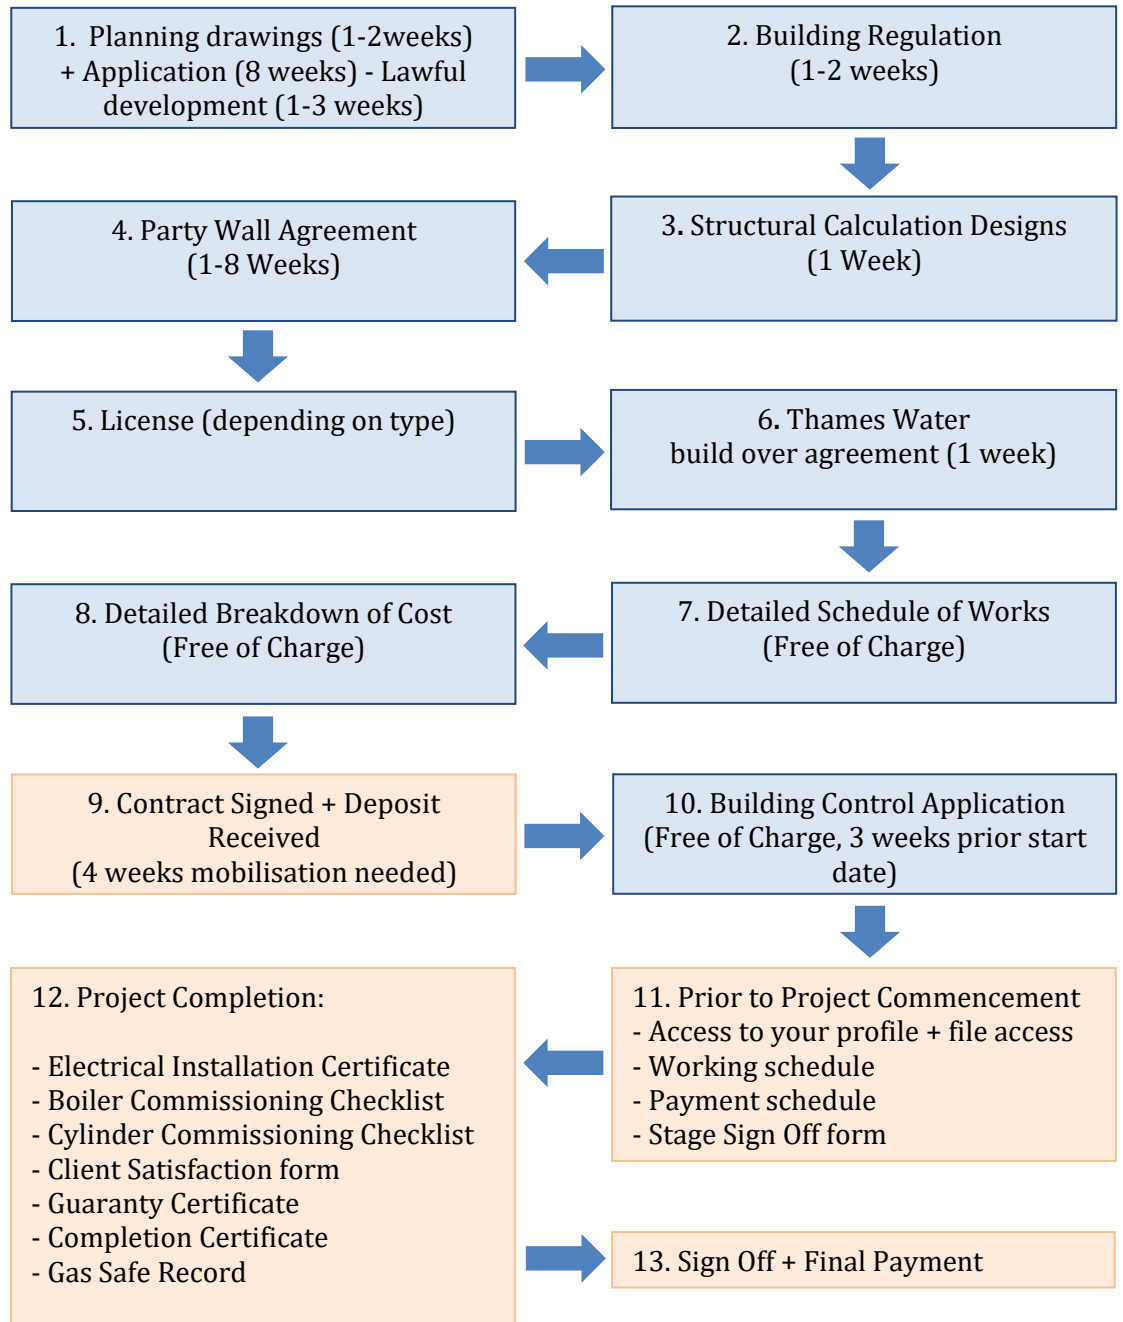 1. Planning drawings (1-2weeks)
+ Application (8 weeks) - Lawful
development (1-3 weeks)
2. Building Regulation
(1-2 weeks)
3. Structural Calculation Designs
(1 Week)
4. Party Wall Agreement
(1-8 Weeks)
5. License (depending on type)
6. Thames Water
build over agreement (1 week)
7. Detailed Schedule of Works
(Free of Charge)
8. Detailed Breakdown of Cost
(Free of Charge)
9. Contract Signed + Deposit
Received
(4 weeks mobilisation needed)
10. Building Control Application
(Free of Charge, 3 weeks prior start
date)
11. Prior to Project Commencement
- Access to your profile + file access
- Working schedule
- Payment schedule
- Stage Sign Off form
12. Project Completion:
- Electrical Installation Certificate
- Boiler Commissioning Checklist
- Cylinder Commissioning Checklist
- Client Satisfaction form
- Guaranty Certificate
- Completion Certificate
- Gas Safe Record
13. Sign Off + Final Payment